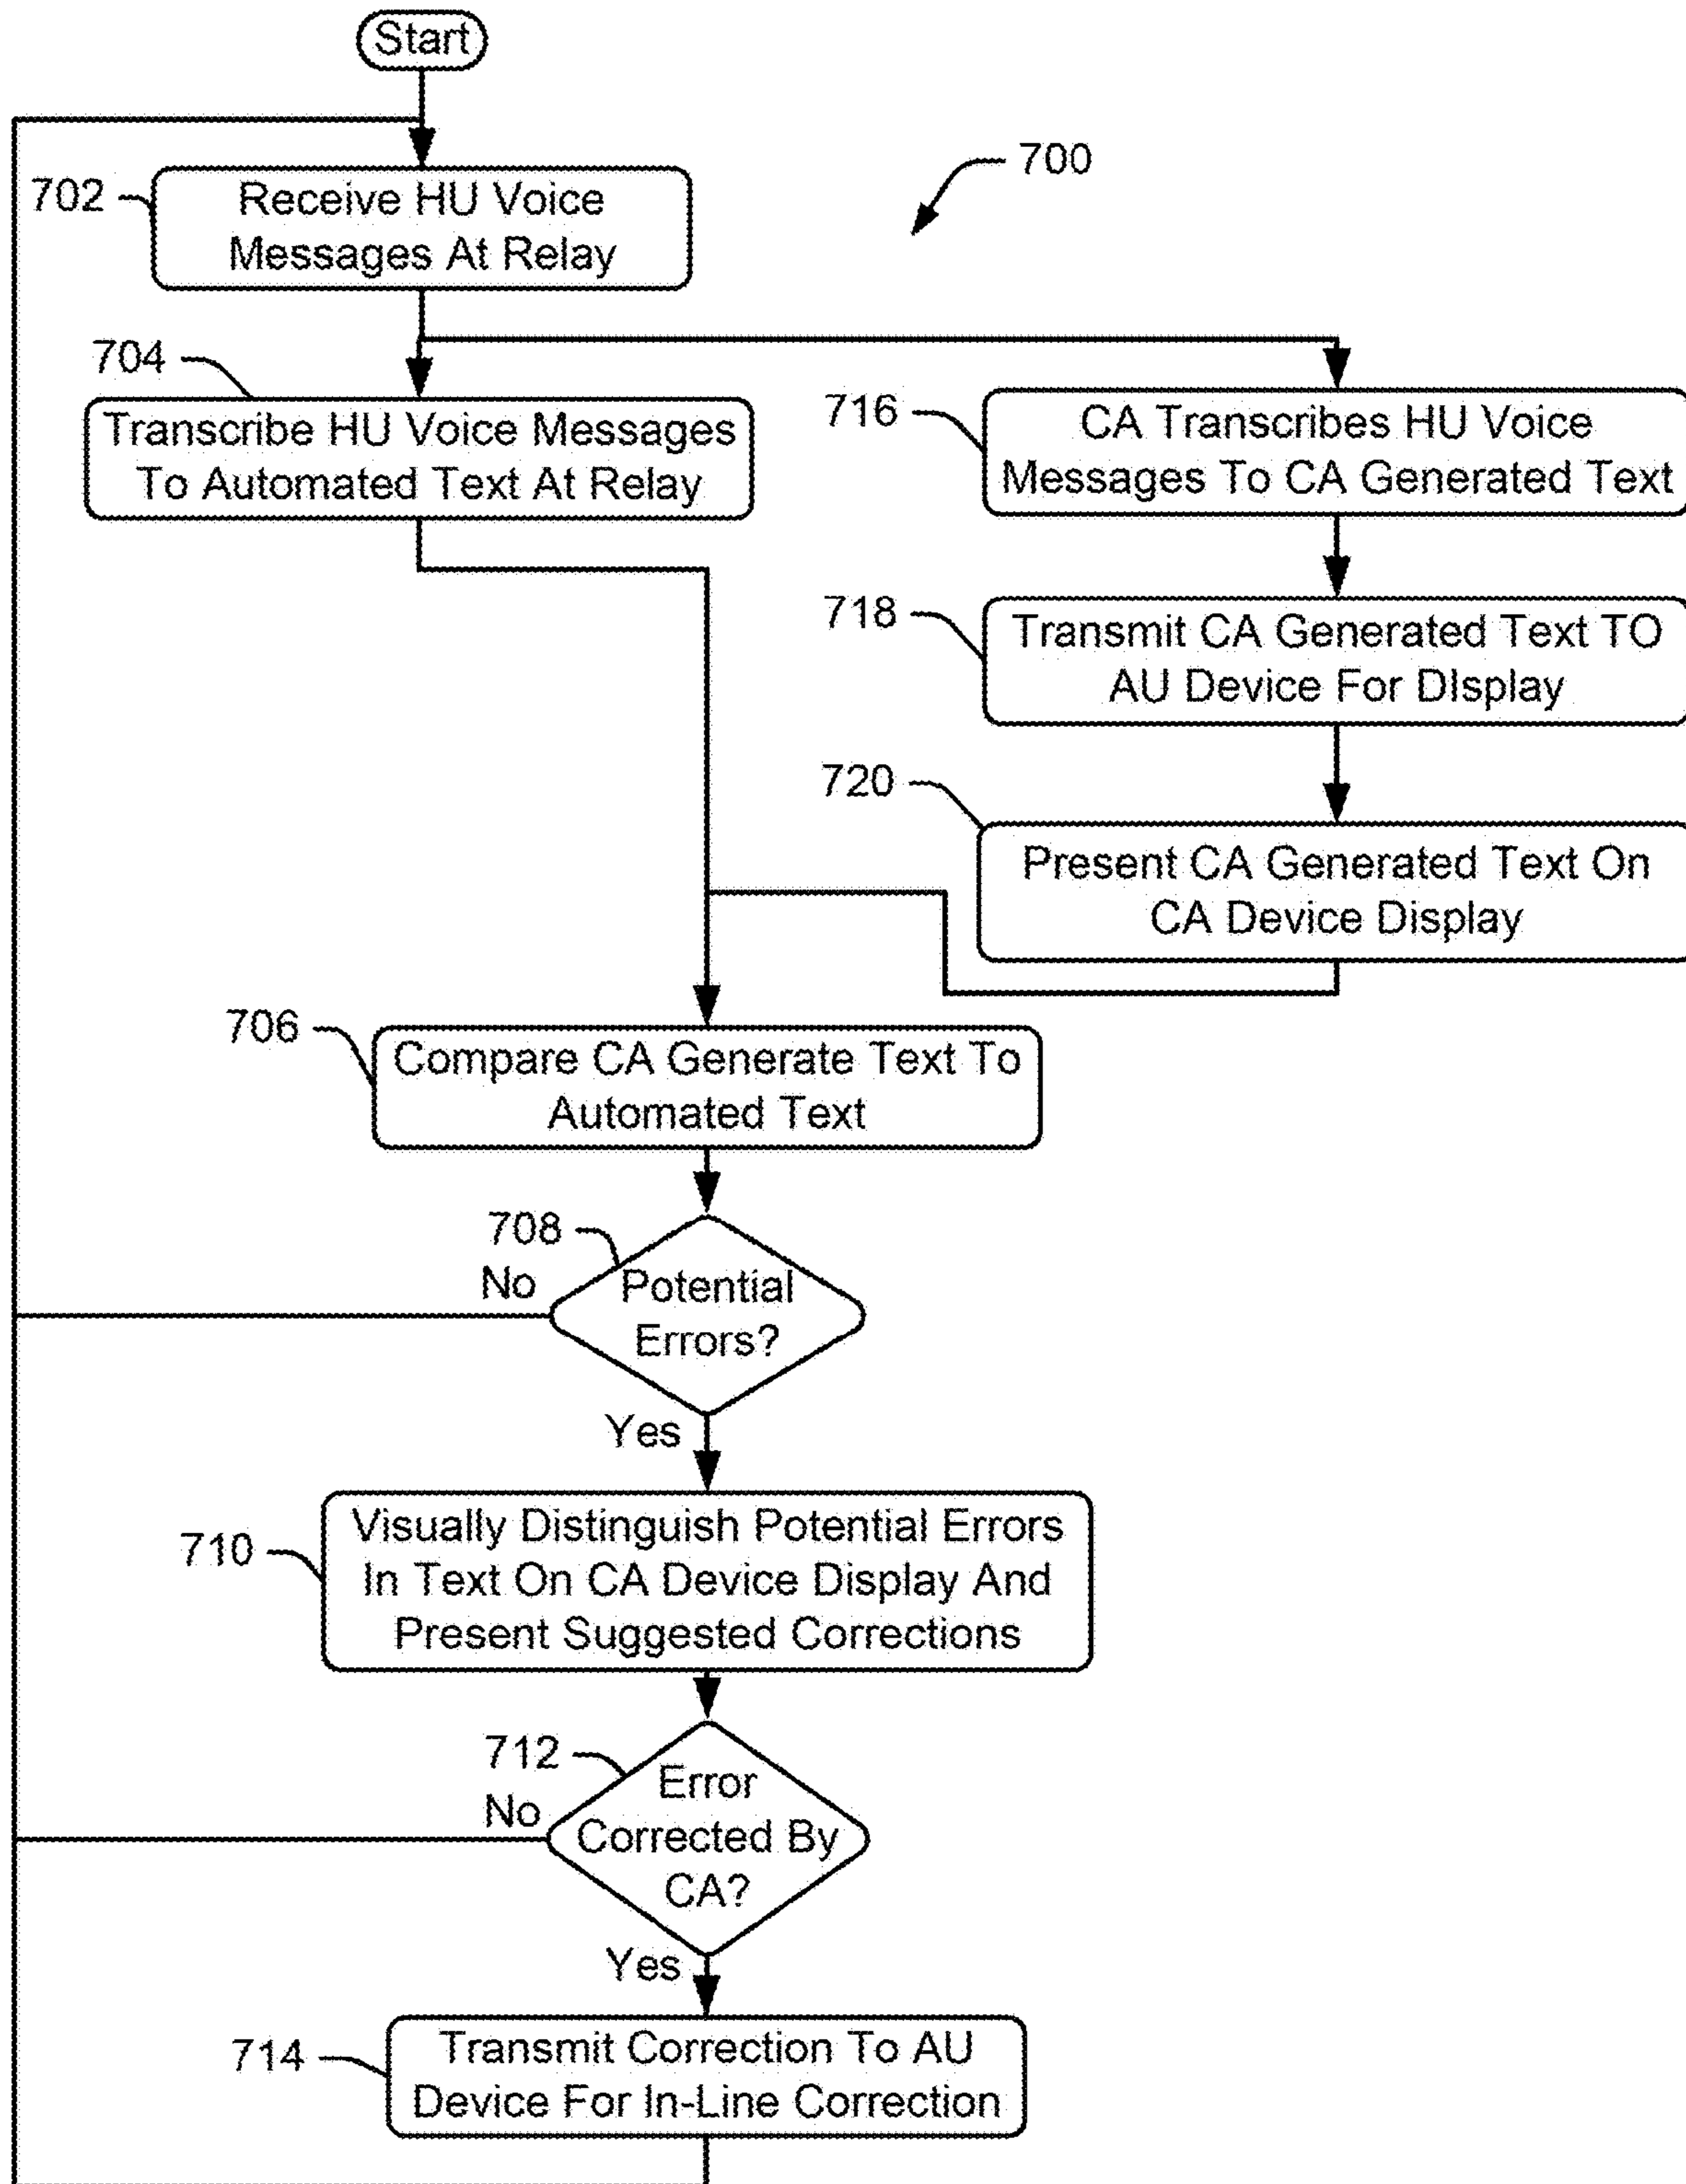 Start
700
702
Receive HU Voice
Messages At Relay
704
Transcribe HU Voice Messages
To Automated Text At Relay
716
CA Transcribes HU Voice
Messages To CA Generated Text
718
Transmit CA Generated Text TO
AU Device For DIsplay
720
Present CA Generated Text On
CA Device Display
706
Compare CA Generate Text To
Automated Text
708
No
Potential
Errors?
Yes
710
Visually Distinguish Potential Errors
In Text On CA Device Display And
Present Suggested Corrections
712
No
Error
Corrected By
CA?
Yes
714
Transmit Correction To AU
Device For In-Line Correction